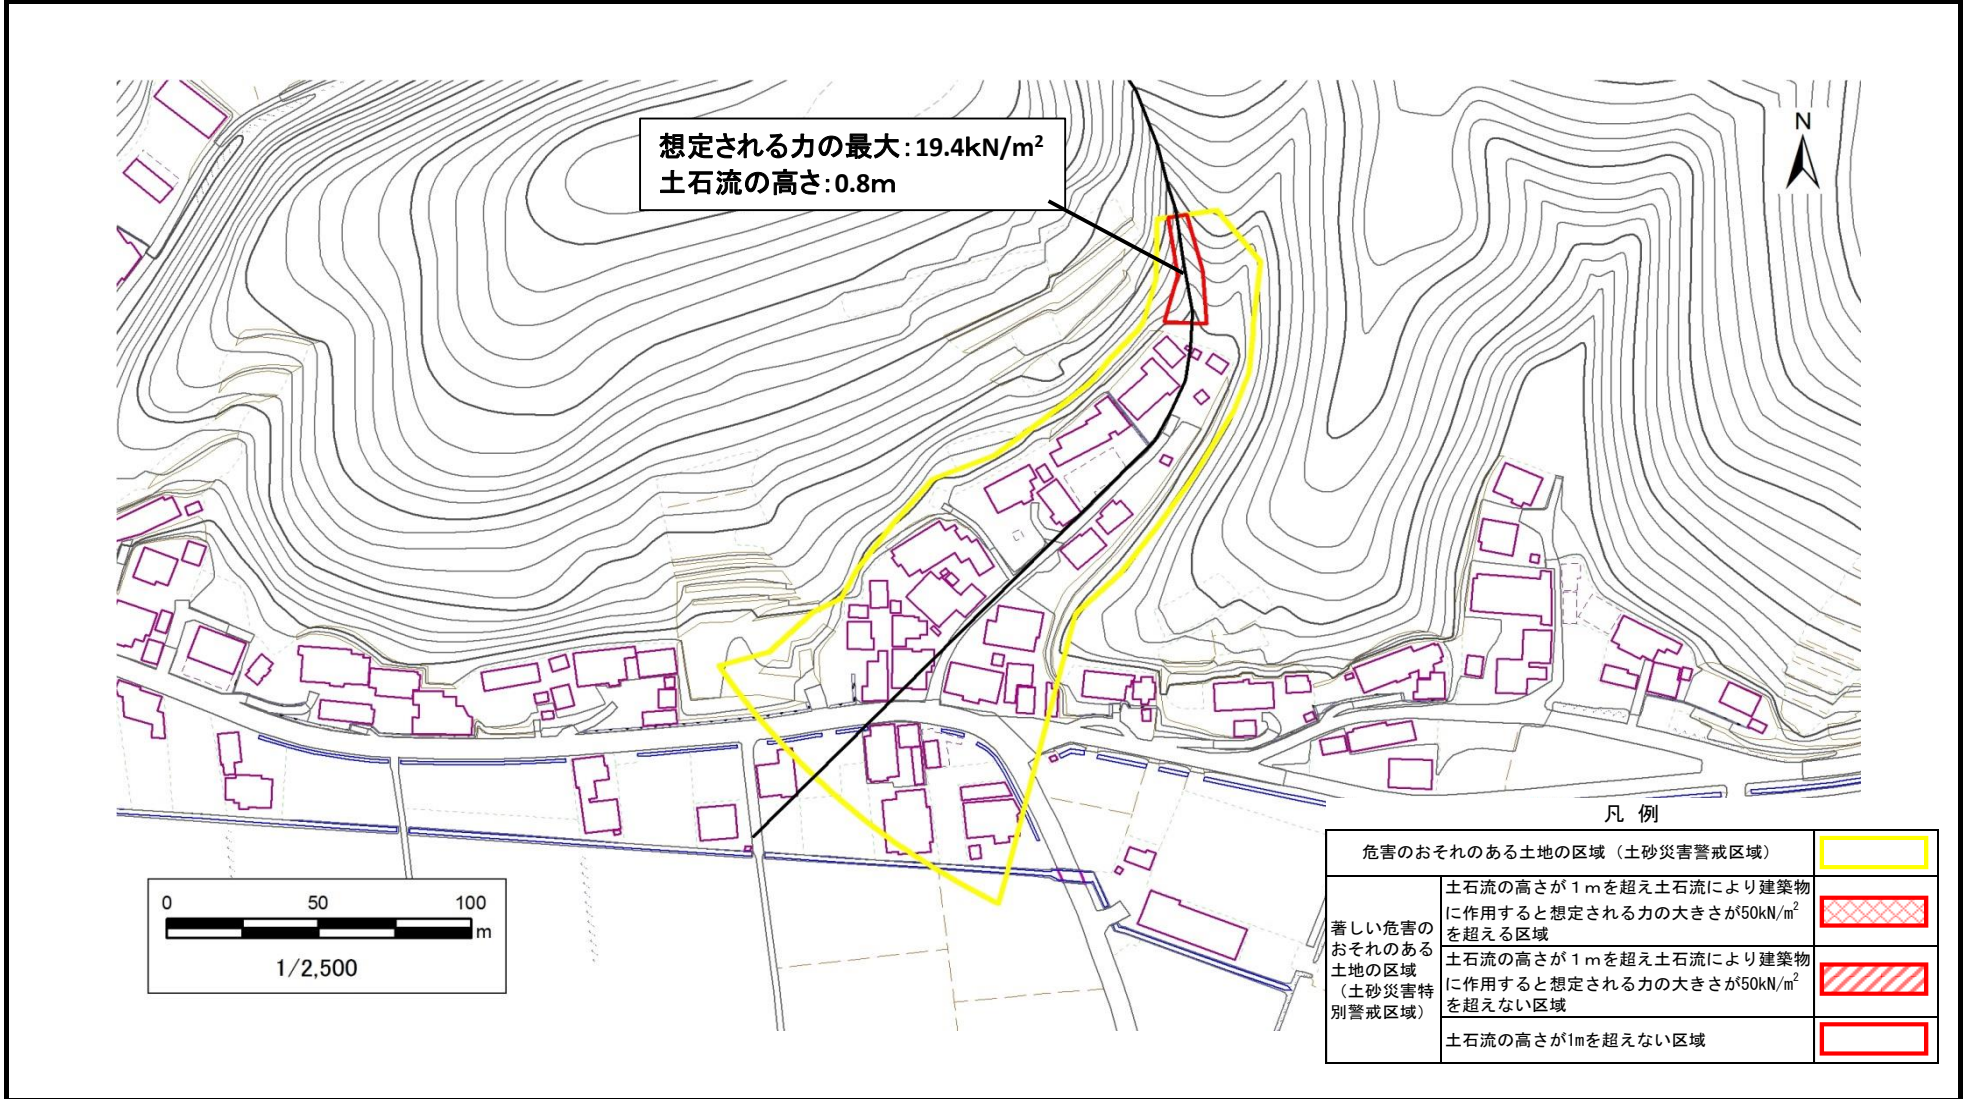 想定される力の最大:19.4kN/m²
土石流の高さ:0.8m
N
凡 例
危害のおそれのある土地の区域（土砂災害警戒区域）
著しい危害の
おそれのある
土地の区域
（土砂災害特
別警戒区域）
土石流の高さが１ｍを超え土石流により建築物
に作用すると想定される力の大きさが50kN/㎡
を超える区域
土石流の高さが１ｍを超え土石流により建築物
に作用すると想定される力の大きさが50kN/㎡
を超えない区域
土石流の高さが1mを超えない区域
0 50 100
m
1/2,500